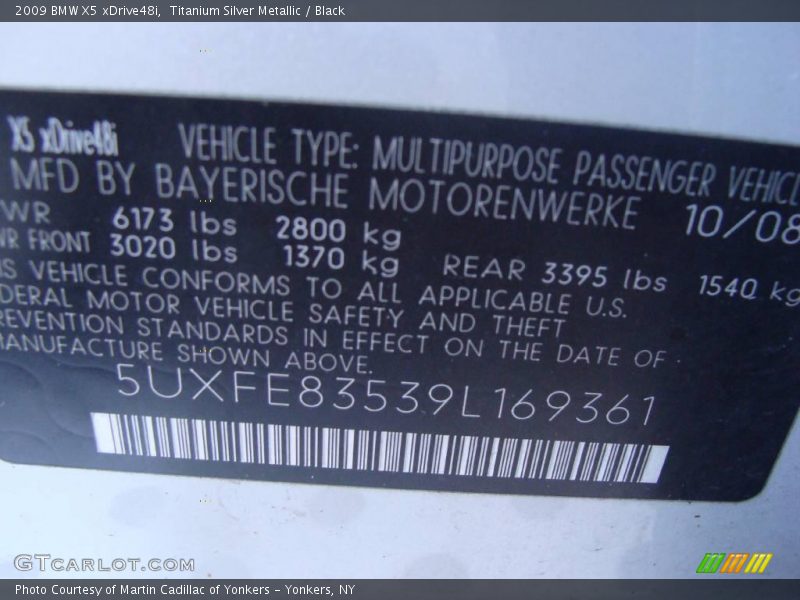 2009 BMW X5 xDrive48i, Titanium Silver Metallic / Black
X5 xDrive48i VEHICLE TYPE: MULTIPURPOSE PASSENGER VEHICL
MFD BY BAYERISCHE MOTORENWERKE 10/08
WR 6173 lbs 2800 kg
WR FRONT 3020 lbs 1370 kg REAR 3395 lbs 1540 kg
IS VEHICLE CONFORMS TO ALL APPLICABLE U.S.
DERAL MOTOR VEHICLE SAFETY AND THEFT
REVENTION STANDARDS IN EFFECT ON THE DATE OF
MANUFACTURE SHOWN ABOVE.
5UXFE83539L169361
GTCARLOT.COM
Photo Courtesy of Martin Cadillac of Yonkers – Yonkers, NY